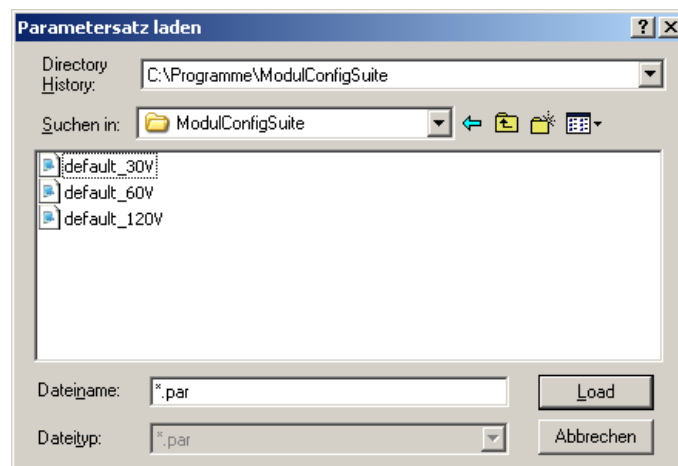 Parametersatz laden
Directory History: C:\Programme\ModulConfigSuite
Suchen in: ModulConfigSuite
default_30V
default_60V
default_120V
Dateiname: *.par Load
Dateityp: *.par Abbrechen